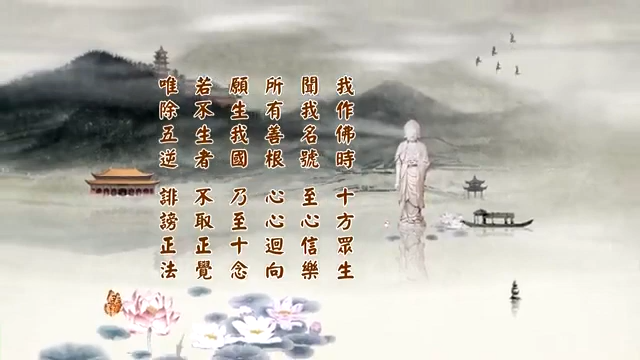 我作佛時 十方眾生
聞我名號 至心信樂
所有善根 心心迴向
願生我國 乃至十念
若不生者 不取正覺
唯除五逆 誹謗正法